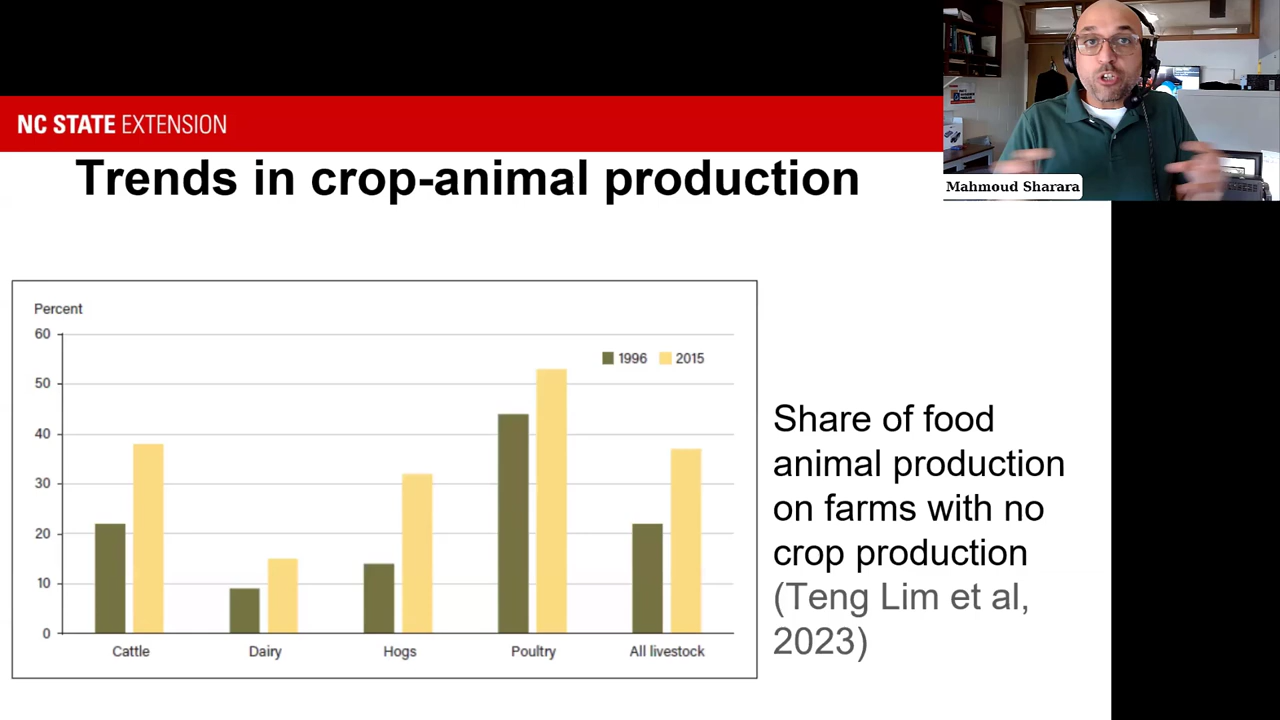 NC STATE EXTENSION
Mahmoud Sharara
Trends in crop-animal production
Percent
60
50
40
30
20
10
0
1996 2015
Cattle Dairy Hogs Poultry All livestock
Share of food
animal production
on farms with no
crop production
(Teng Lim et al,
2023)